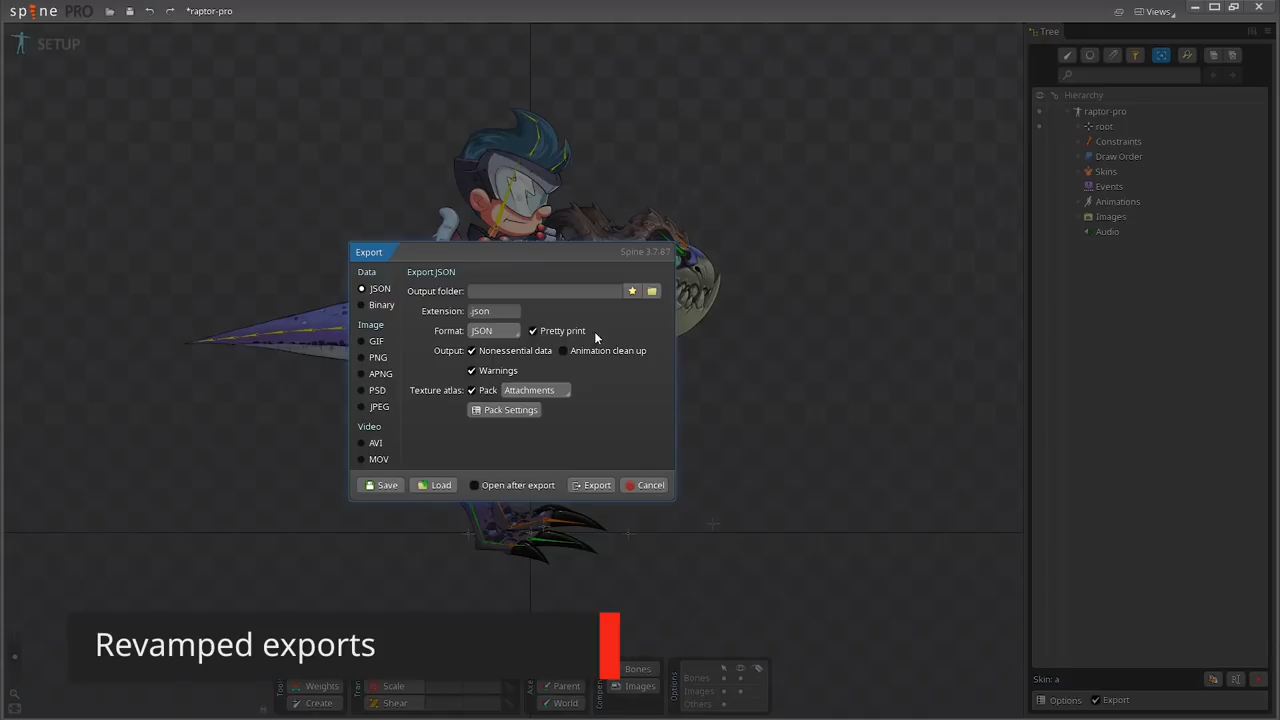 spine PRO
*raptor-pro
Views
SETUP
Tree
Hierarchy
raptor-pro
root
Constraints
Draw Order
Skins
Events
Animations
Images
Audio
Export
Spine 3.7.87
Data
JSON
Binary
Image
GIF
PNG
APNG
PSD
JPEG
Video
AVI
MOV
Export JSON
Output folder:
Extension: .json
Format: JSON Pretty print
Output: Nonessential data Animation clean up
Warnings
Texture atlas: Pack Attachments
Pack Settings
Save Load Open after export Export Cancel
Revamped exports
Weights
Create
Scale
Shear
Parent
World
Bones
Images
Options
Bones
Images
Others
Skin: a
Options Export